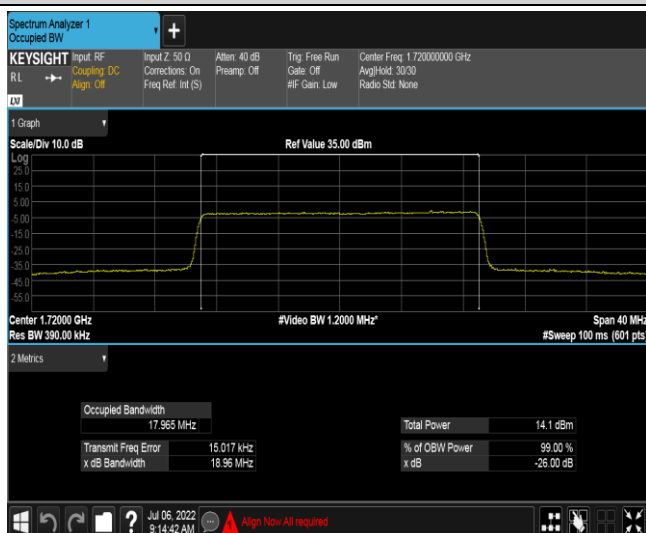 Spectrum Analyzer 1
Occupied BW
+
KEYSIGHT
RL
LXI
Input: RF
Coupling: DC
Align: Off
Input Z: 50 Ω
Corrections: On
Freq Ref: Int (S)
Atten: 40 dB
Preamp: Off
Trig: Free Run
Gate: Off
#IF Gain: Low
Center Freq: 1.720000000 GHz
Avg|Hold: 30/30
Radio Std: None
1 Graph
Scale/Div 10.0 dB
Ref Value 35.00 dBm
Log
25.0
15.0
5.00
-5.00
-15.0
-25.0
-35.0
-45.0
-55.0
Center 1.72000 GHz
#Video BW 1.2000 MHz*
Span 40 MHz
Res BW 390.00 kHz
#Sweep 100 ms (601 pts)
2 Metrics
Occupied Bandwidth
17.965 MHz
Total Power 14.1 dBm
Transmit Freq Error 15.017 kHz
% of OBW Power 99.00 %
x dB Bandwidth 18.96 MHz
x dB -26.00 dB
?
Jul 06, 2022
9:14:42 AM
Align Now All required